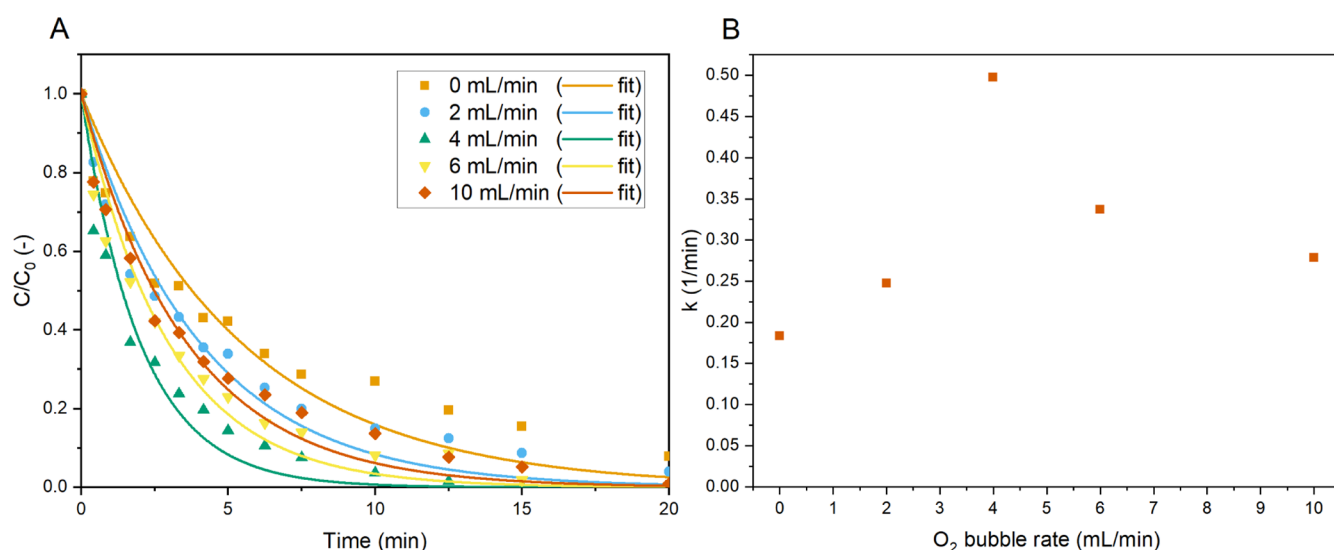 A
C/C₀ (-)
1.0
0.8
0.6
0.4
0.2
0.0
0 mL/min (fit)
2 mL/min (fit)
4 mL/min (fit)
6 mL/min (fit)
10 mL/min (fit)
0 5 10 15 20
Time (min)
B
k (1/min)
0.50
0.45
0.40
0.35
0.30
0.25
0.20
0.15
0.10
0.05
0.00
0 1 2 3 4 5 6 7 8 9 10
O₂ bubble rate (mL/min)